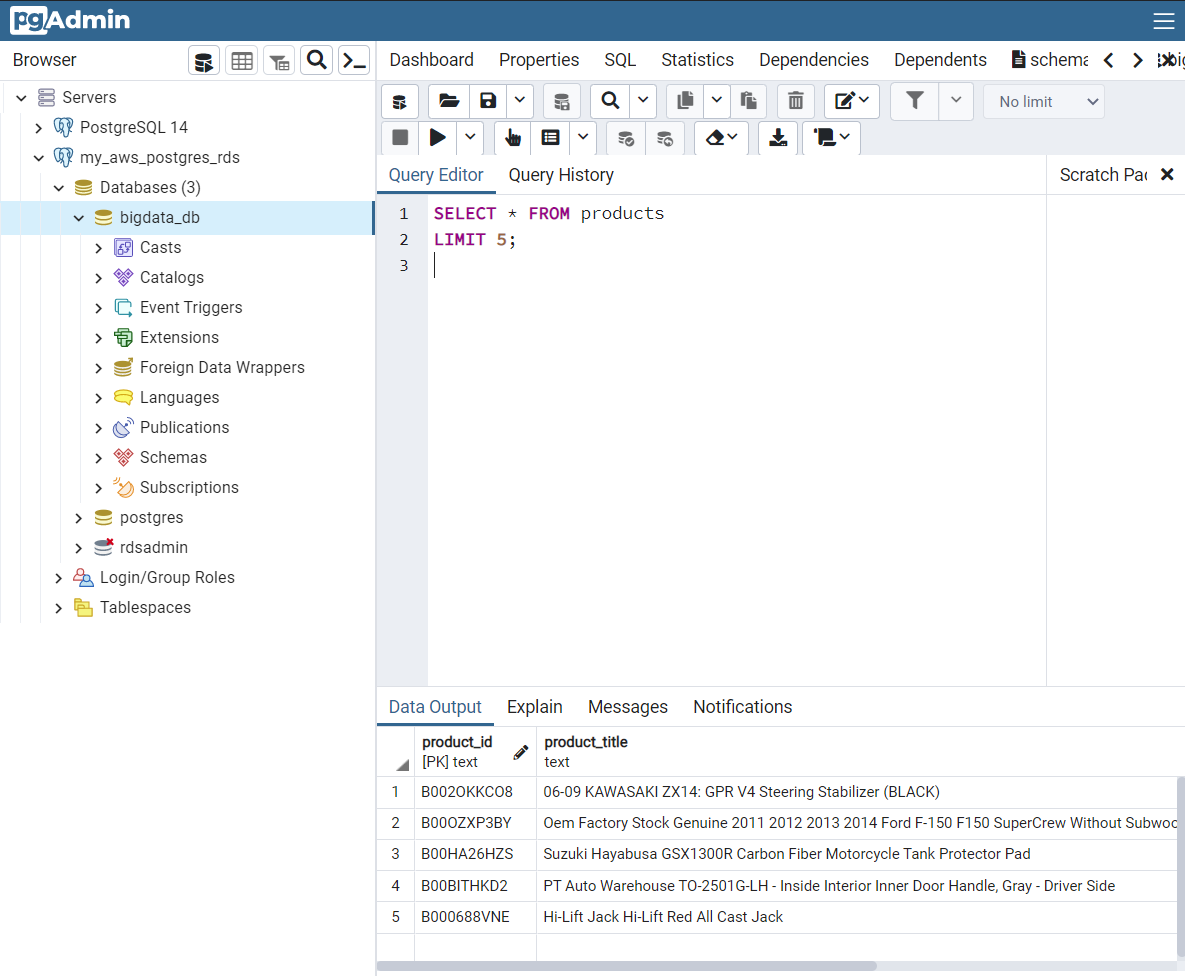 pgAdmin
Browser
Dashboard Properties SQL Statistics Dependencies Dependents schema
Servers
PostgreSQL 14
my_aws_postgres_rds
Databases (3)
bigdata_db
Casts
Catalogs
Event Triggers
Extensions
Foreign Data Wrappers
Languages
Publications
Schemas
Subscriptions
postgres
rdsadmin
Login/Group Roles
Tablespaces
No limit
Query Editor Query History
Scratch Pad
1 SELECT * FROM products
2 LIMIT 5;
3
Data Output Explain Messages Notifications
product_id product_title
[PK] text text
1 B002OKKCO8 06-09 KAWASAKI ZX14: GPR V4 Steering Stabilizer (BLACK)
2 B00OZXP3BY Oem Factory Stock Genuine 2011 2012 2013 2014 Ford F-150 F150 SuperCrew Without Subwoo
3 B00HA26HZS Suzuki Hayabusa GSX1300R Carbon Fiber Motorcycle Tank Protector Pad
4 B00BITHKD2 PT Auto Warehouse TO-2501G-LH - Inside Interior Inner Door Handle, Gray - Driver Side
5 B000688VNE Hi-Lift Jack Hi-Lift Red All Cast Jack